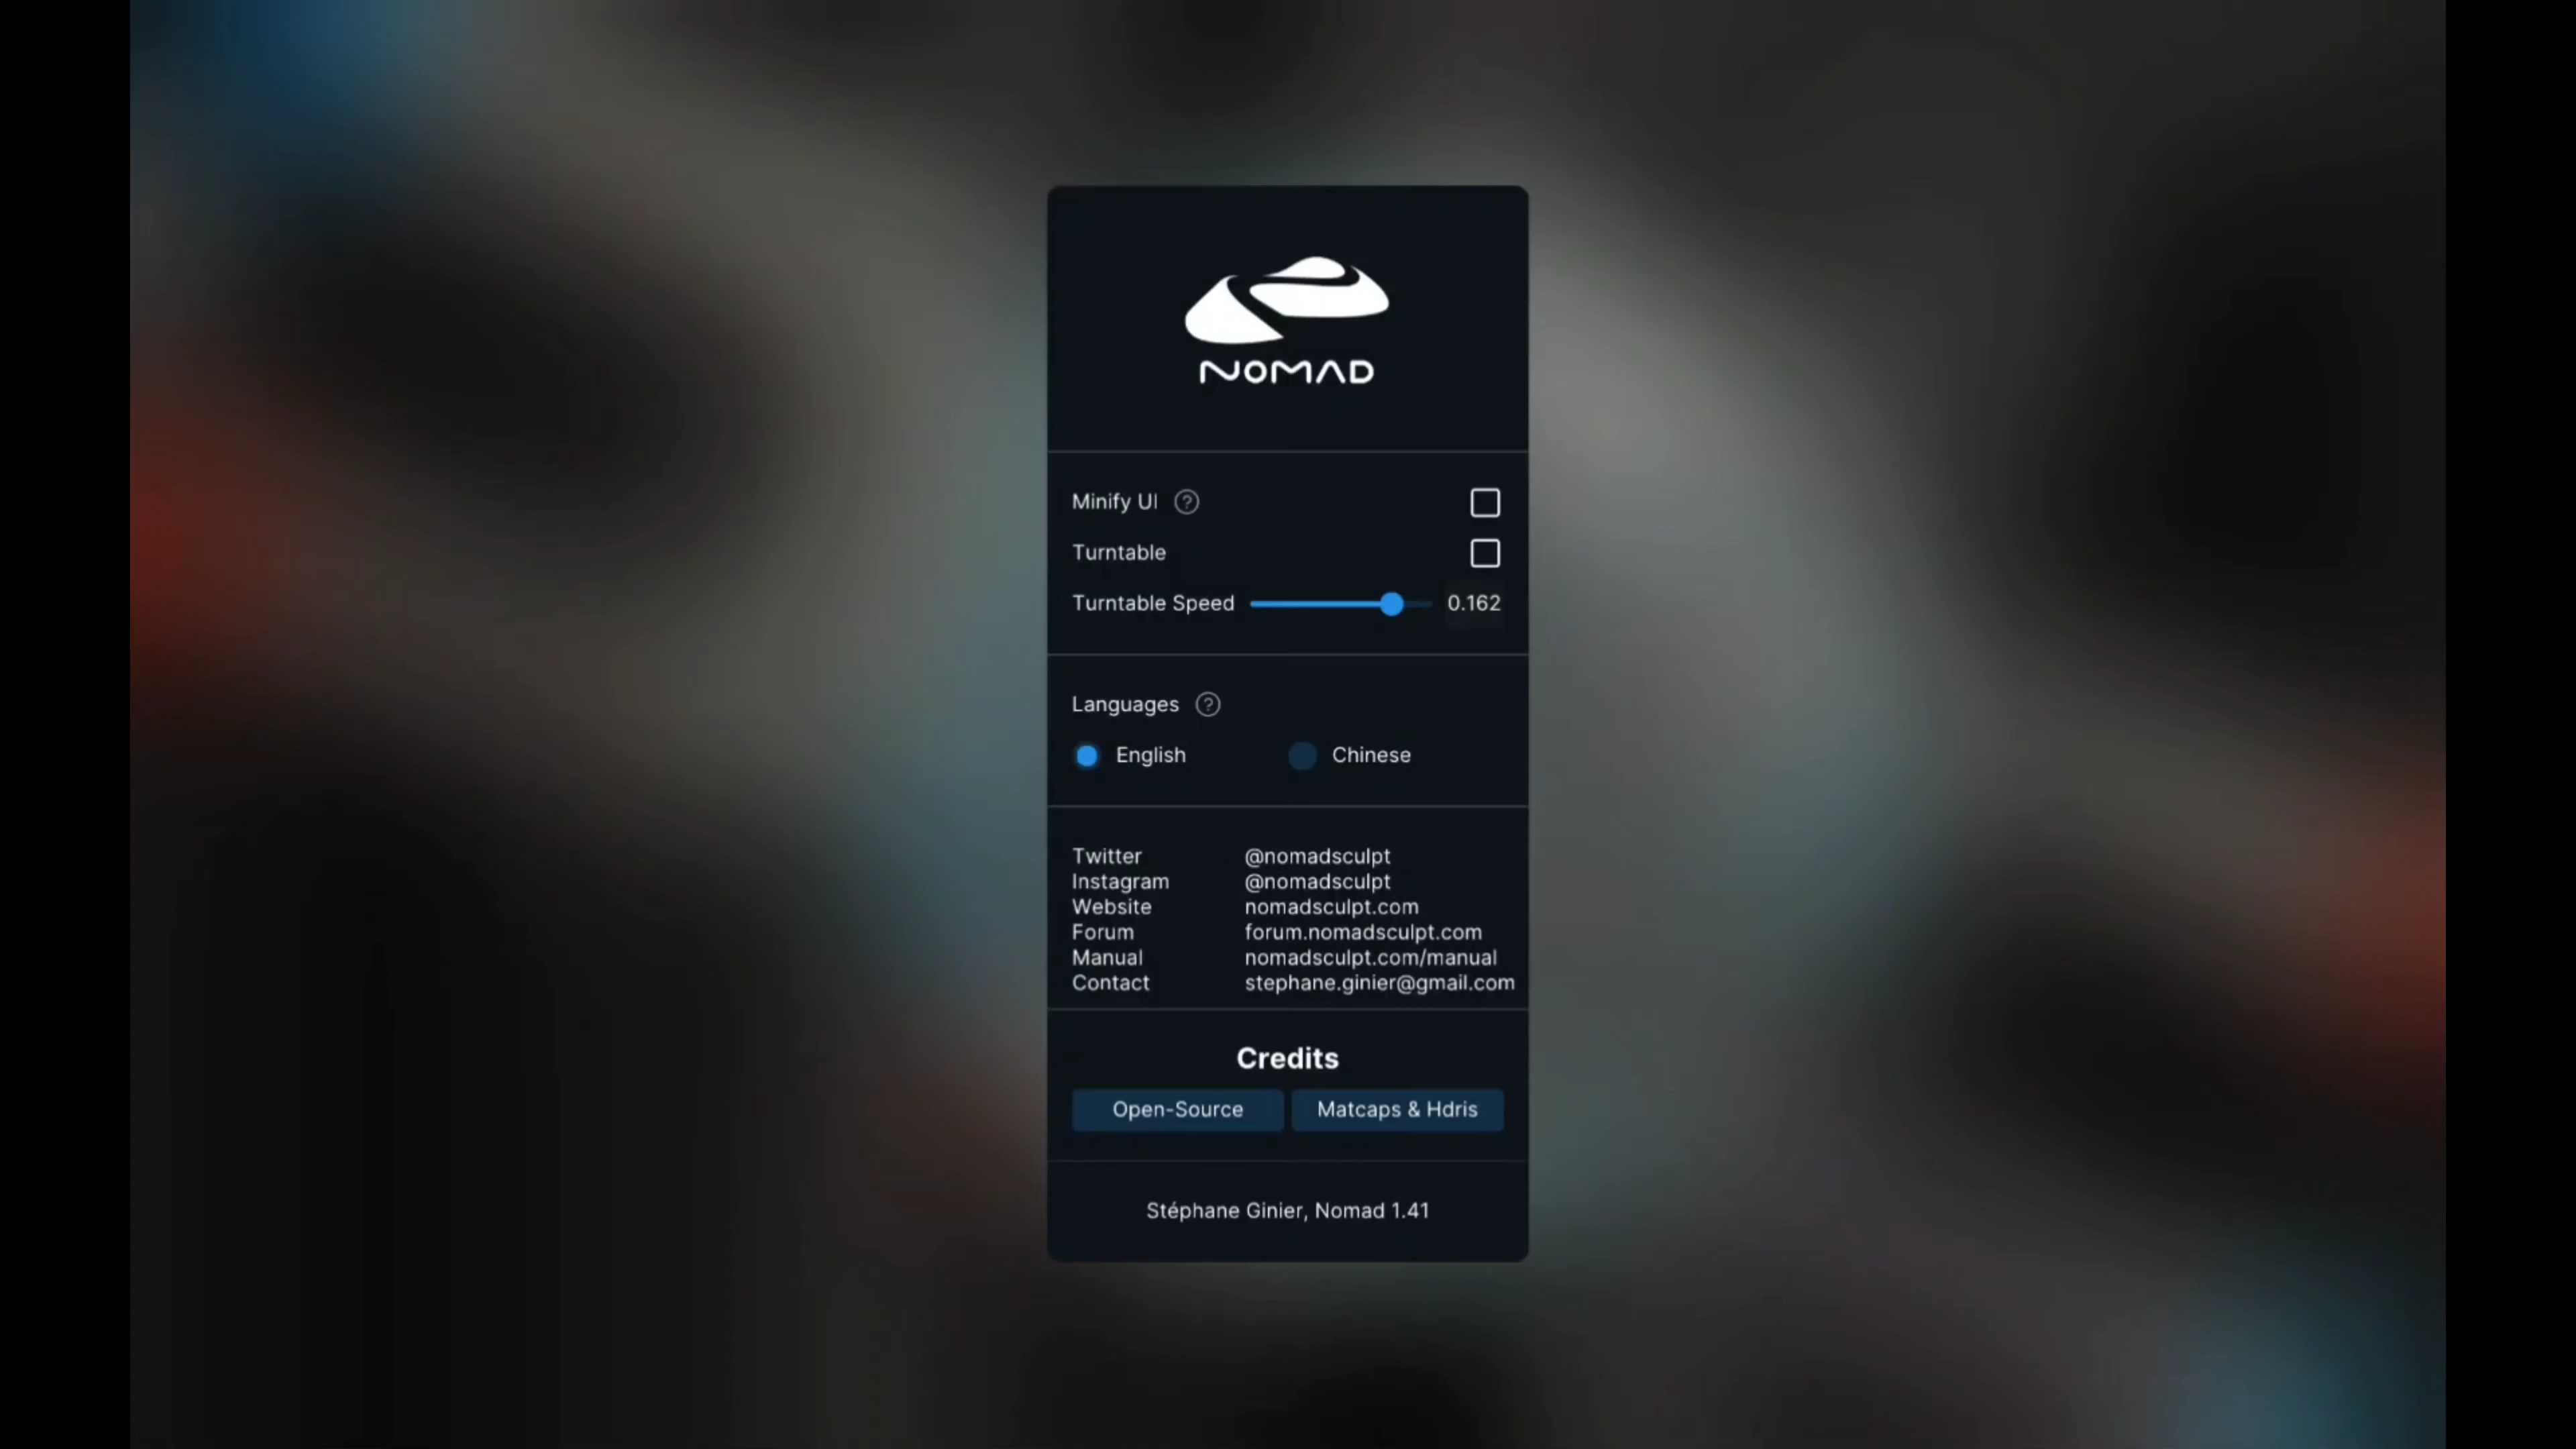 NOMAD
Minify UI ?
Turntable
Turntable Speed 0.162
Languages ?
English Chinese
Twitter @nomadsculpt
Instagram @nomadsculpt
Website nomadsculpt.com
Forum forum.nomadsculpt.com
Manual nomadsculpt.com/manual
Contact stephane.ginier@gmail.com
Credits
Open-Source Matcaps & Hdris
Stéphane Ginier, Nomad 1.41